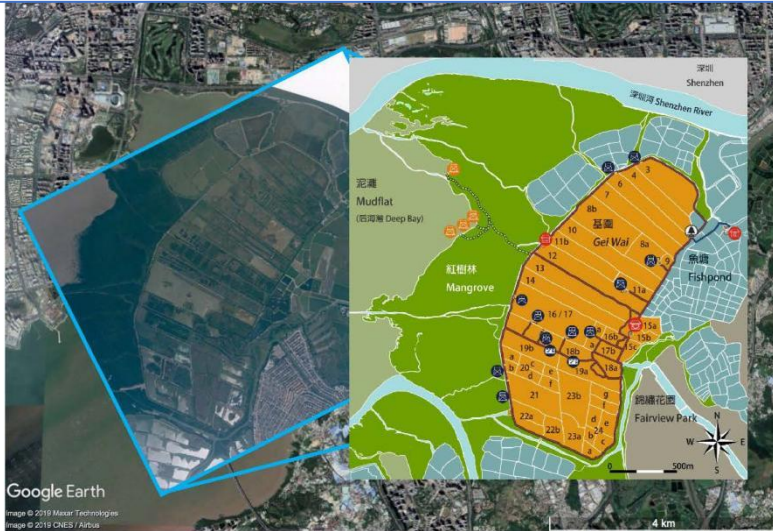 深圳
Shenzhen
深圳河 Shenzhen River
3
4
6
7
8b
泥灘
Mudflat
(后海灣 Deep Bay)
10
基圍
Gei Wai
11b
8a
9
魚塘
Fishpond
12
紅樹林
Mangrove
13
14
11a
16 / 17
15a
15b
15c
16b
17b
a
19b
18b
18a
19a
a
b
20
c
d
e
f
21
23b
g
f
錦繡花園
Fairview Park
22a
22b
23a
d
e
b
24
c
a
N
W
E
S
0
500m
Google Earth
Image © 2019 Maxar Technologies
Image © 2019 CNES / Airbus
4 km